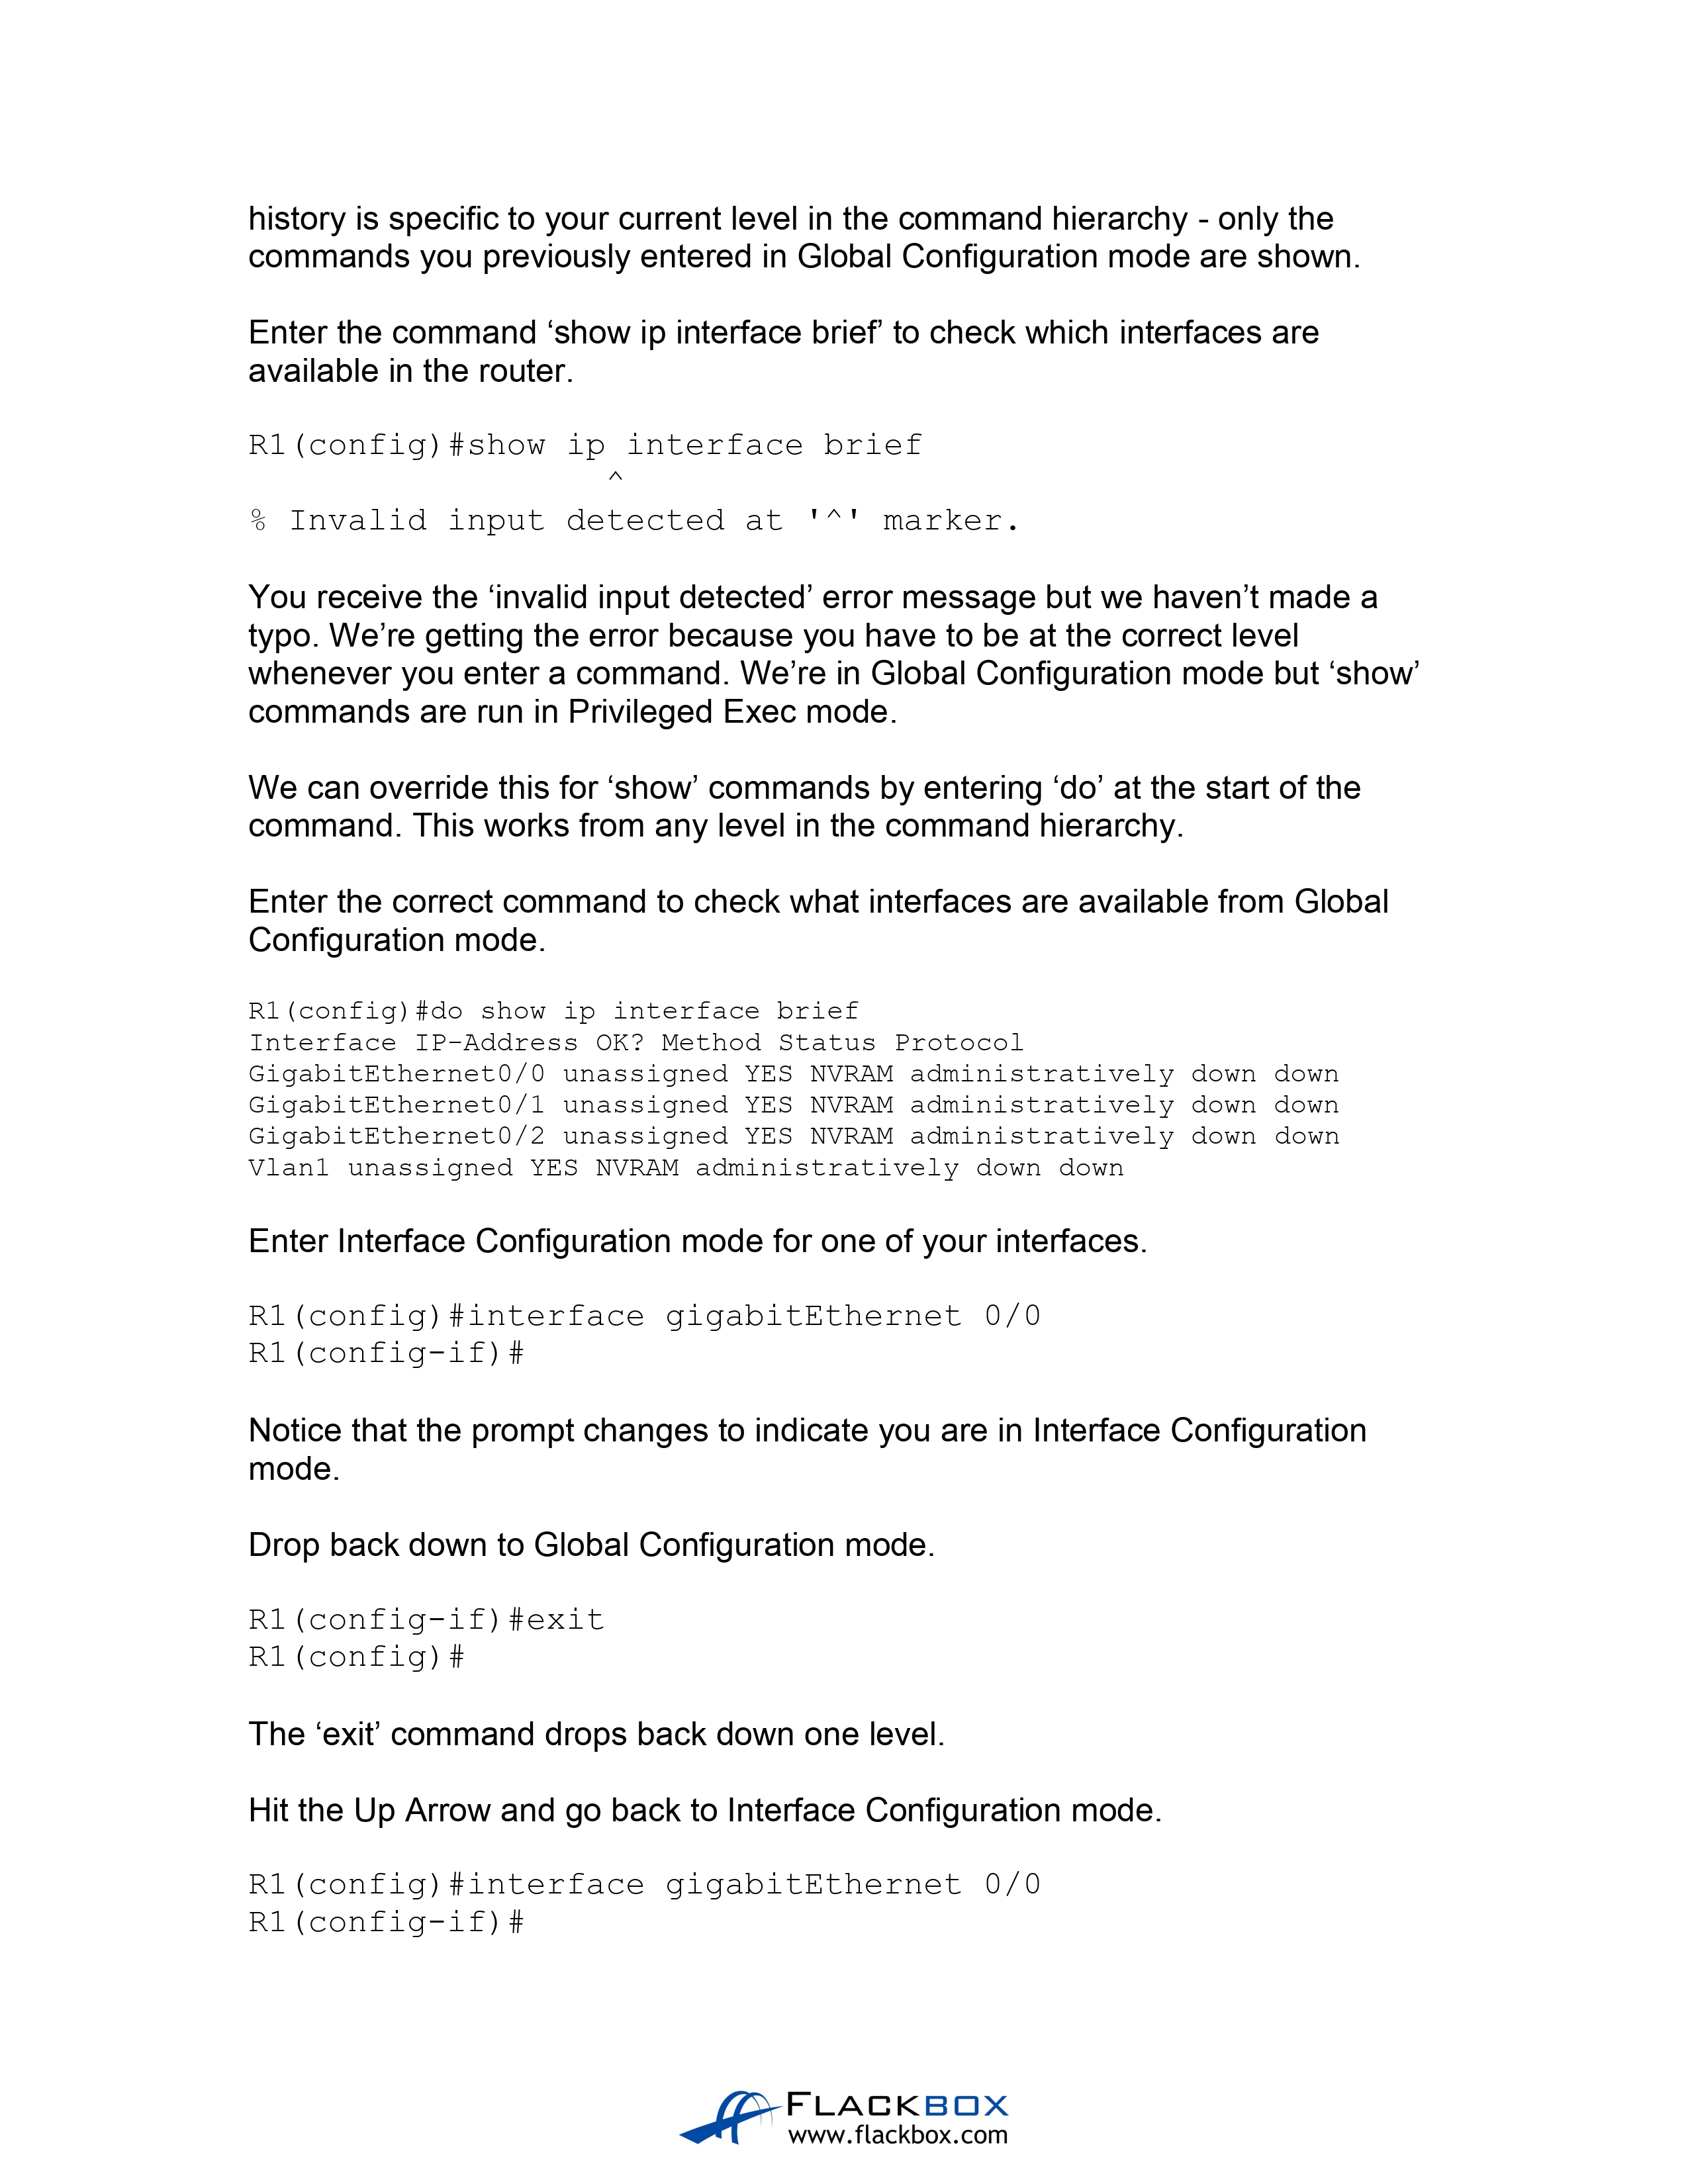 history is specific to your current level in the command hierarchy - only the
commands you previously entered in Global Configuration mode are shown.
Enter the command ‘show ip interface brief’ to check which interfaces are
available in the router.
R1(config)#show ip interface brief
^
% Invalid input detected at '^' marker.
You receive the ‘invalid input detected’ error message but we haven’t made a
typo. We’re getting the error because you have to be at the correct level
whenever you enter a command. We’re in Global Configuration mode but ‘show’
commands are run in Privileged Exec mode.
We can override this for ‘show’ commands by entering ‘do’ at the start of the
command. This works from any level in the command hierarchy.
Enter the correct command to check what interfaces are available from Global
Configuration mode.
R1(config)#do show ip interface brief
Interface IP-Address OK? Method Status Protocol
GigabitEthernet0/0 unassigned YES NVRAM administratively down down
GigabitEthernet0/1 unassigned YES NVRAM administratively down down
GigabitEthernet0/2 unassigned YES NVRAM administratively down down
Vlan1 unassigned YES NVRAM administratively down down
Enter Interface Configuration mode for one of your interfaces.
R1(config)#interface gigabitEthernet 0/0
R1(config-if)#
Notice that the prompt changes to indicate you are in Interface Configuration
mode.
Drop back down to Global Configuration mode.
R1(config-if)#exit
R1(config)#
The ‘exit’ command drops back down one level.
Hit the Up Arrow and go back to Interface Configuration mode.
R1(config)#interface gigabitEthernet 0/0
R1(config-if)#
FLACKBOX
www.flackbox.com